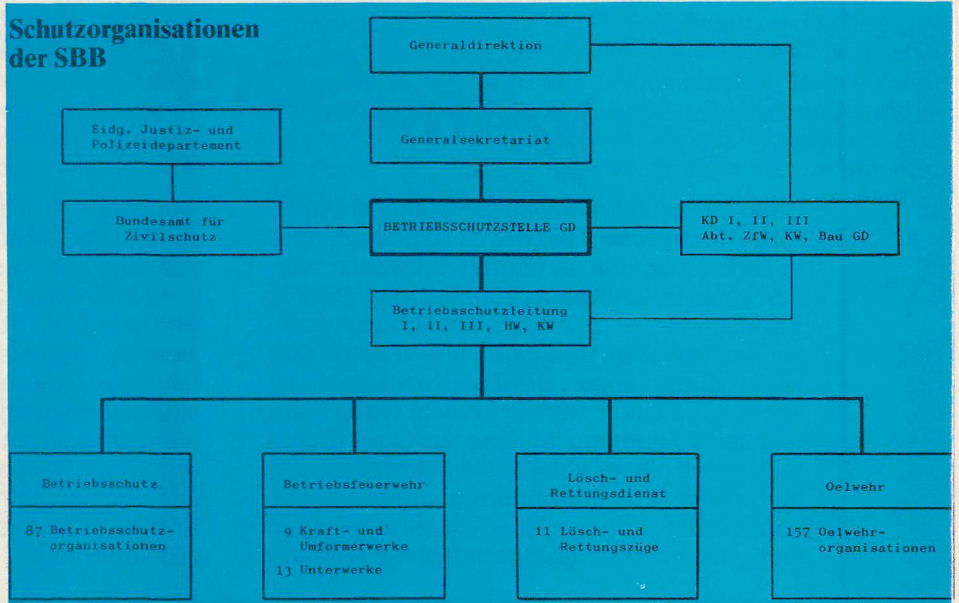 Schutzorganisationen
der SBB
Generaldirektion
Eidg. Justiz- und
Polizeidepartement
Generalsekretariat
Bundesamt für
Zivilschutz
BETRIEBSSCHUTZSTELLE GD
KD I, II, III
Abt. ZfW, KW, Bau GD
Betriebsschutzleitung
I, II, III, HW, KW
Betriebsschutz
87 Betriebsschutz-
organisationen
Betriebsfeuerwehr
9 Kraft- und
Umformerwerke
13 Unterwerke
Lösch- und
Rettungsdienst
11 Lösch- und
Rettungszüge
Oelwehr
157 Oelwehr-
organisationen